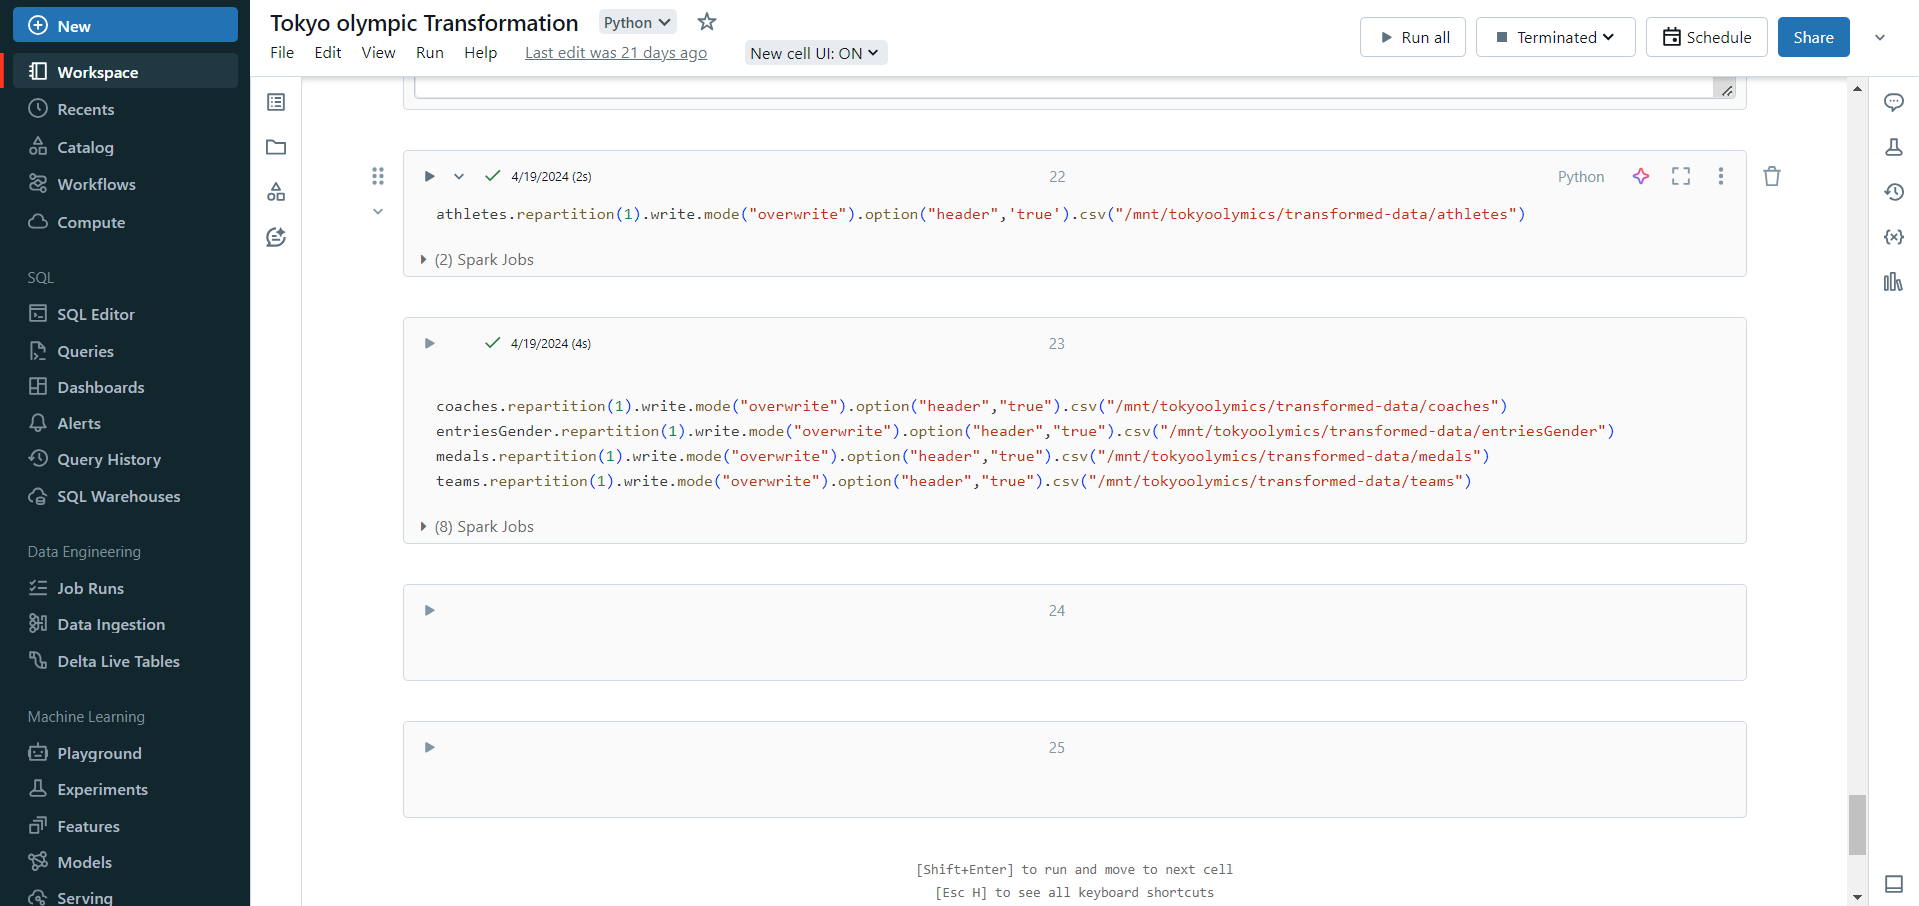 New
Workspace
Recents
Catalog
Workflows
Compute
SQL
SQL Editor
Queries
Dashboards
Alerts
Query History
SQL Warehouses
Data Engineering
Job Runs
Data Ingestion
Delta Live Tables
Machine Learning
Playground
Experiments
Features
Models
Serving
Tokyo olympic Transformation
Python
File Edit View Run Help Last edit was 21 days ago New cell UI: ON
Run all
Terminated
Schedule
Share
4/19/2024 (2s)
22
Python
athletes.repartition(1).write.mode("overwrite").option("header",'true').csv("/mnt/tokyoolymics/transformed-data/athletes")
(2) Spark Jobs
4/19/2024 (4s)
23
coaches.repartition(1).write.mode("overwrite").option("header","true").csv("/mnt/tokyoolymics/transformed-data/coaches")
entriesGender.repartition(1).write.mode("overwrite").option("header","true").csv("/mnt/tokyoolymics/transformed-data/entriesGender")
medals.repartition(1).write.mode("overwrite").option("header","true").csv("/mnt/tokyoolymics/transformed-data/medals")
teams.repartition(1).write.mode("overwrite").option("header","true").csv("/mnt/tokyoolymics/transformed-data/teams")
(8) Spark Jobs
24
25
[Shift+Enter] to run and move to next cell
[Esc H] to see all keyboard shortcuts